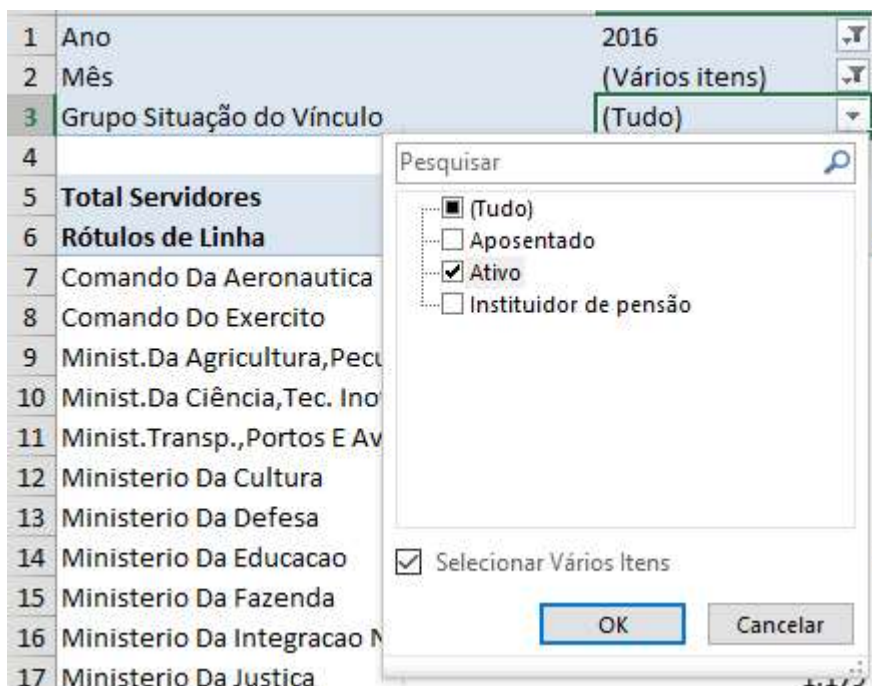 1 Ano 2016
2 Mês (Vários itens)
3 Grupo Situação do Vínculo (Tudo)
4
Pesquisar
5 Total Servidores
(Tudo)
6 Rótulos de Linha
Aposentado
7 Comando Da Aeronautica
Ativo
8 Comando Do Exercito
Instituidor de pensão
9 Minist.Da Agricultura,Pecu
10 Minist.Da Ciência,Tec. Ino
11 Minist.Transp.,Portos E Av
12 Ministerio Da Cultura
13 Ministerio Da Defesa
14 Ministerio Da Educacao
Selecionar Vários Itens
15 Ministerio Da Fazenda
16 Ministerio Da Integracao N
OK Cancelar
17 Ministerio Da Justica